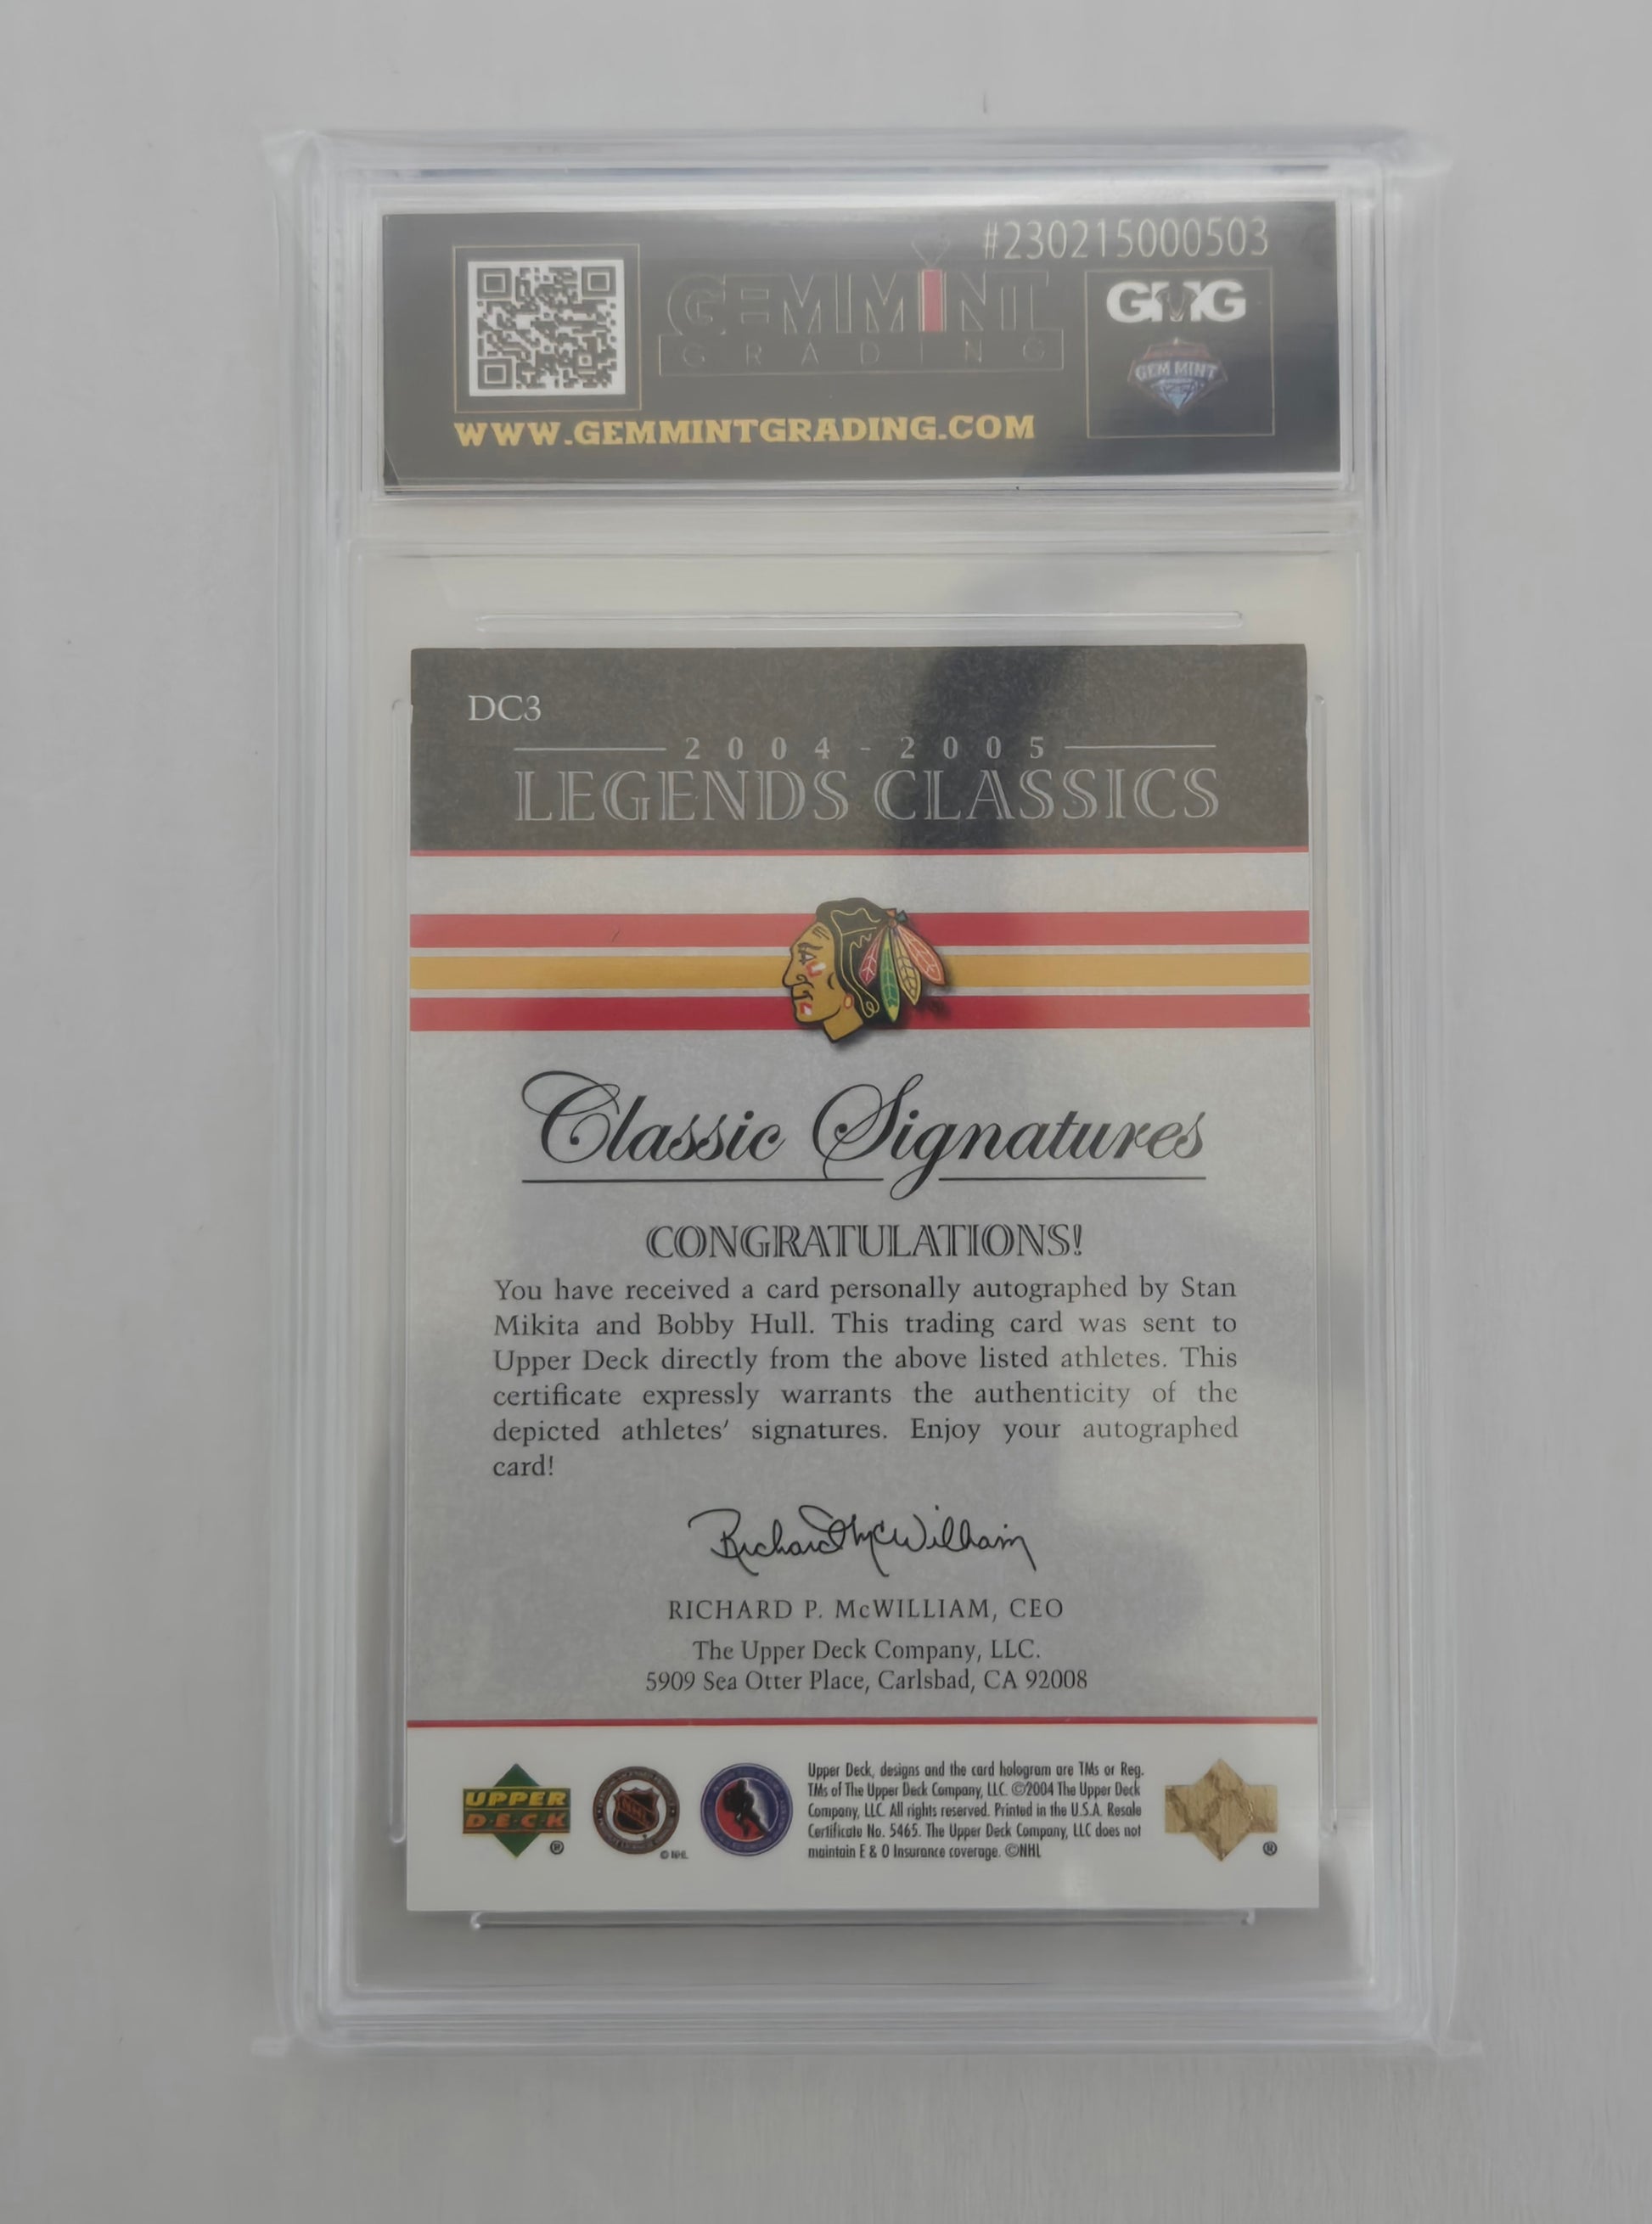 #230215000503
GEMMINT
GRADING
GMG
GEM MINT
WWW.GEMMINTGRADING.COM
DC3
2004-2005
LEGENDS CLASSICS
Classic Signatures
CONGRATULATIONS!
You have received a card personally autographed by Stan
Mikita and Bobby Hull. This trading card was sent to
Upper Deck directly from the above listed athletes. This
certificate expressly warrants the authenticity of the
depicted athletes' signatures. Enjoy your autographed
card!
Richard McWilliam
RICHARD P. McWILLIAM, CEO
The Upper Deck Company, LLC.
5909 Sea Otter Place, Carlsbad, CA 92008
UPPER
D·E·C·K
®
NHL
© NHL
Upper Deck, designs and the card hologram are TMs or Reg.
TMs of The Upper Deck Company, LLC. ©2004 The Upper Deck
Company, LLC. All rights reserved. Printed in the U.S.A. Resale
Certificate No. 5465. The Upper Deck Company, LLC does not
maintain E & O Insurance coverage. ©NHL
®